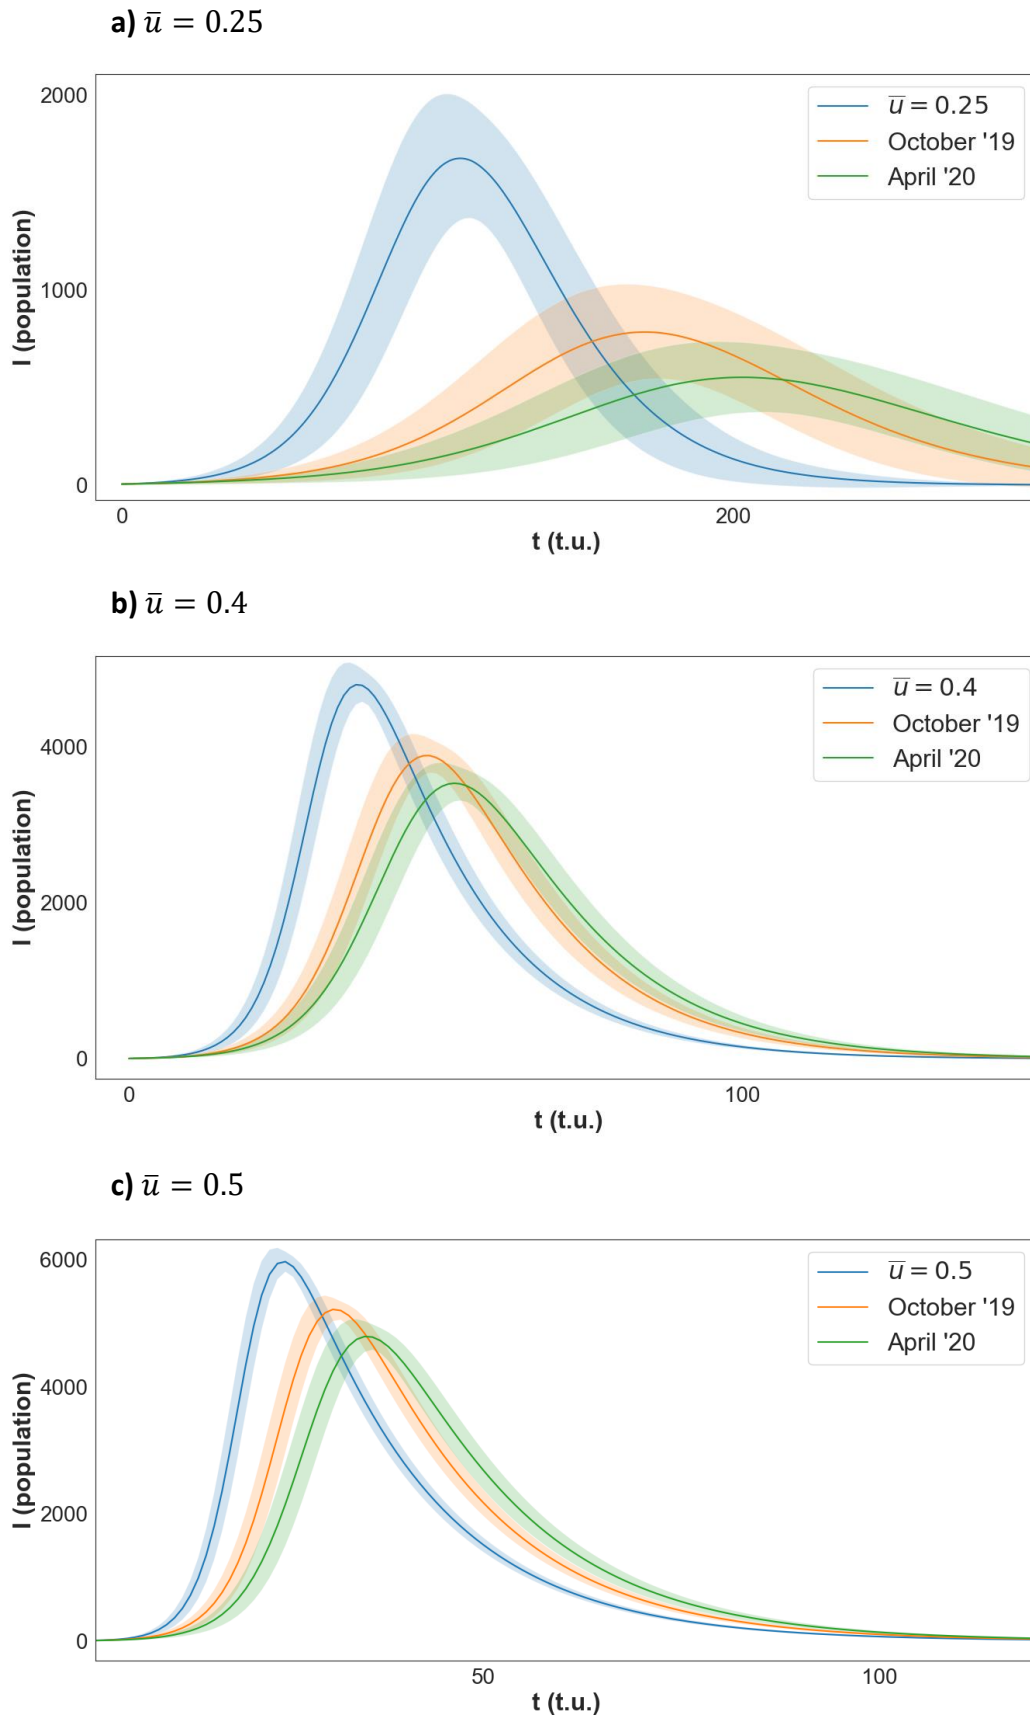 a) u̅ = 0.25
2000
1000
0
I (population)
u̅ = 0.25
October '19
April '20
0 200
t (t.u.)
b) u̅ = 0.4
4000
2000
0
I (population)
u̅ = 0.4
October '19
April '20
0 100
t (t.u.)
c) u̅ = 0.5
6000
4000
2000
0
I (population)
u̅ = 0.5
October '19
April '20
50 100
t (t.u.)